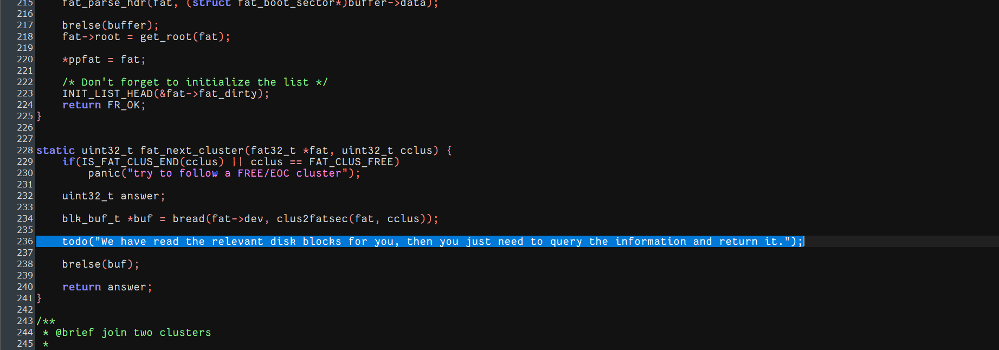 215     fat_parse_hdr(fat, (struct fat_boot_sector*)buffer->data);
216
217     brelse(buffer);
218     fat->root = get_root(fat);
219
220     *ppfat = fat;
221
222     /* Don't forget to initialize the list */
223     INIT_LIST_HEAD(&fat->fat_dirty);
224     return FR_OK;
225 }
226
227
228 static uint32_t fat_next_cluster(fat32_t *fat, uint32_t cclus) {
229     if(IS_FAT_CLUS_END(cclus) || cclus == FAT_CLUS_FREE)
230         panic("try to follow a FREE/EOC cluster");
231
232     uint32_t answer;
233
234     blk_buf_t *buf = bread(fat->dev, clus2fatsec(fat, cclus));
235
236     todo("We have read the relevant disk blocks for you, then you just need to query the information and return it.");
237
238     brelse(buf);
239
240     return answer;
241 }
242
243 /**
244  * @brief join two clusters
245  *